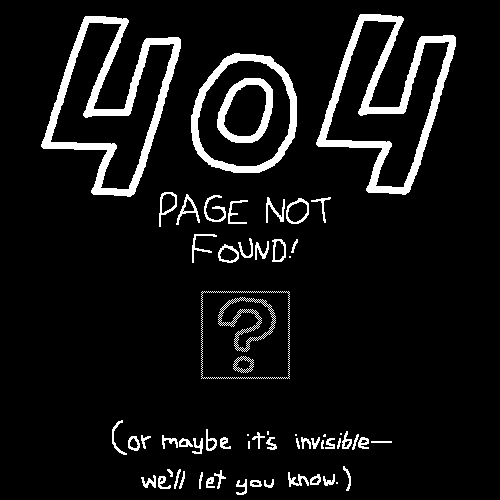 404
PAGE NOT
FOUND!
?
(or maybe it's invisible—
we'll let you know.)